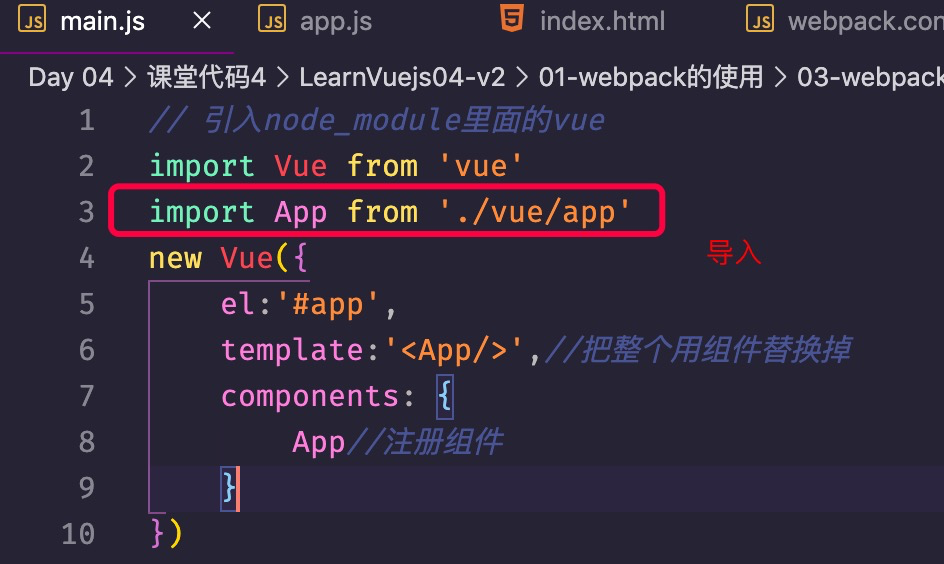 JS main.js × JS app.js 5 index.html JS webpack.con
Day 04 > 课堂代码4 > LearnVuejs04-v2 > 01-webpack的使用 > 03-webpack
1 // 引入node_module里面的vue
2 import Vue from 'vue'
3 import App from './vue/app'
4 new Vue({
导入
5 el:'#app',
6 template:'<App/>',//把整个用组件替换掉
7 components: {
8 App//注册组件
9 }
10 })